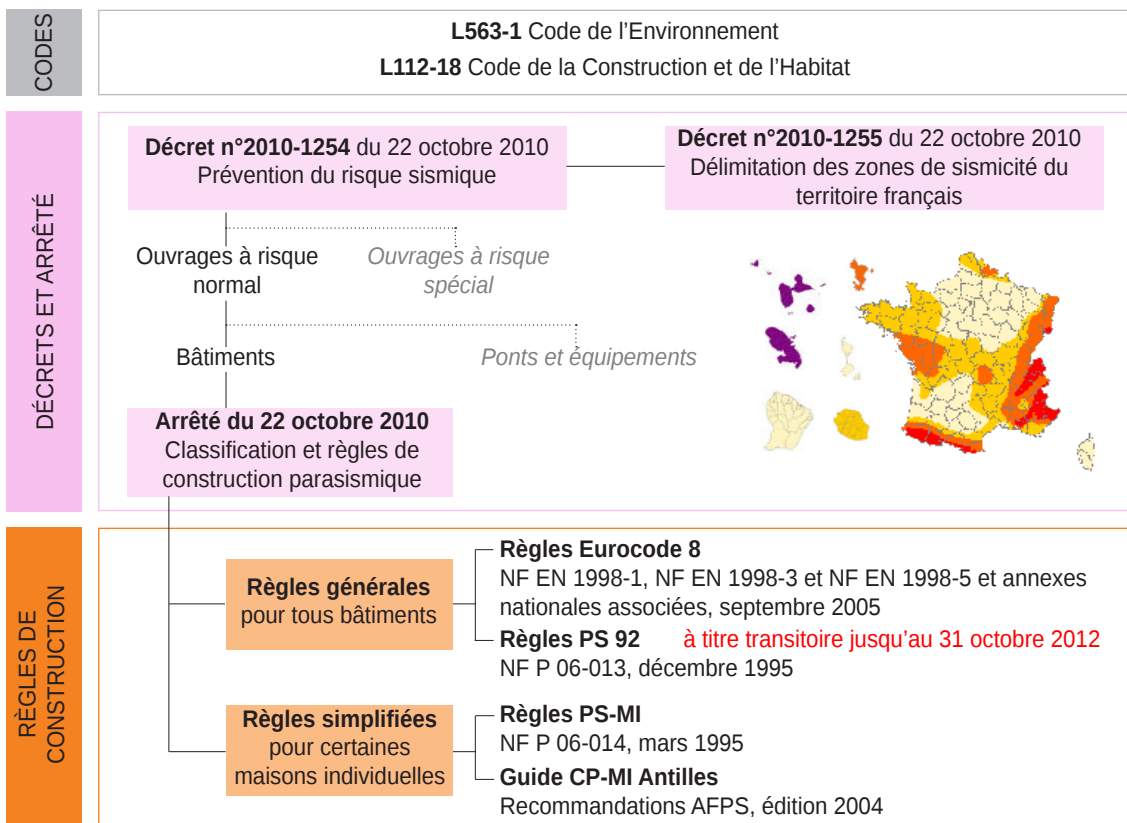 CODES
L563-1 Code de l'Environnement
L112-18 Code de la Construction et de l'Habitat
DÉCRETS ET ARRÊTÉ
Décret n°2010-1254 du 22 octobre 2010
Prévention du risque sismique
Décret n°2010-1255 du 22 octobre 2010
Délimitation des zones de sismicité du
territoire français
Ouvrages à risque
normal
Ouvrages à risque
spécial
Bâtiments
Ponts et équipements
Arrêté du 22 octobre 2010
Classification et règles de
construction parasismique
RÈGLES DE
CONSTRUCTION
Règles générales
pour tous bâtiments
Règles Eurocode 8
NF EN 1998-1, NF EN 1998-3 et NF EN 1998-5 et annexes
nationales associées, septembre 2005
Règles PS 92 à titre transitoire jusqu'au 31 octobre 2012
NF P 06-013, décembre 1995
Règles simplifiées
pour certaines
maisons individuelles
Règles PS-MI
NF P 06-014, mars 1995
Guide CP-MI Antilles
Recommandations AFPS, édition 2004